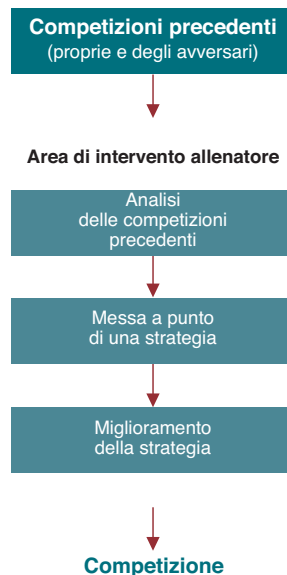 Competizioni precedenti
(proprie e degli avversari)
Area di intervento allenatore
Analisi
delle competizioni
precedenti
Messa a punto
di una strategia
Miglioramento
della strategia
Competizione